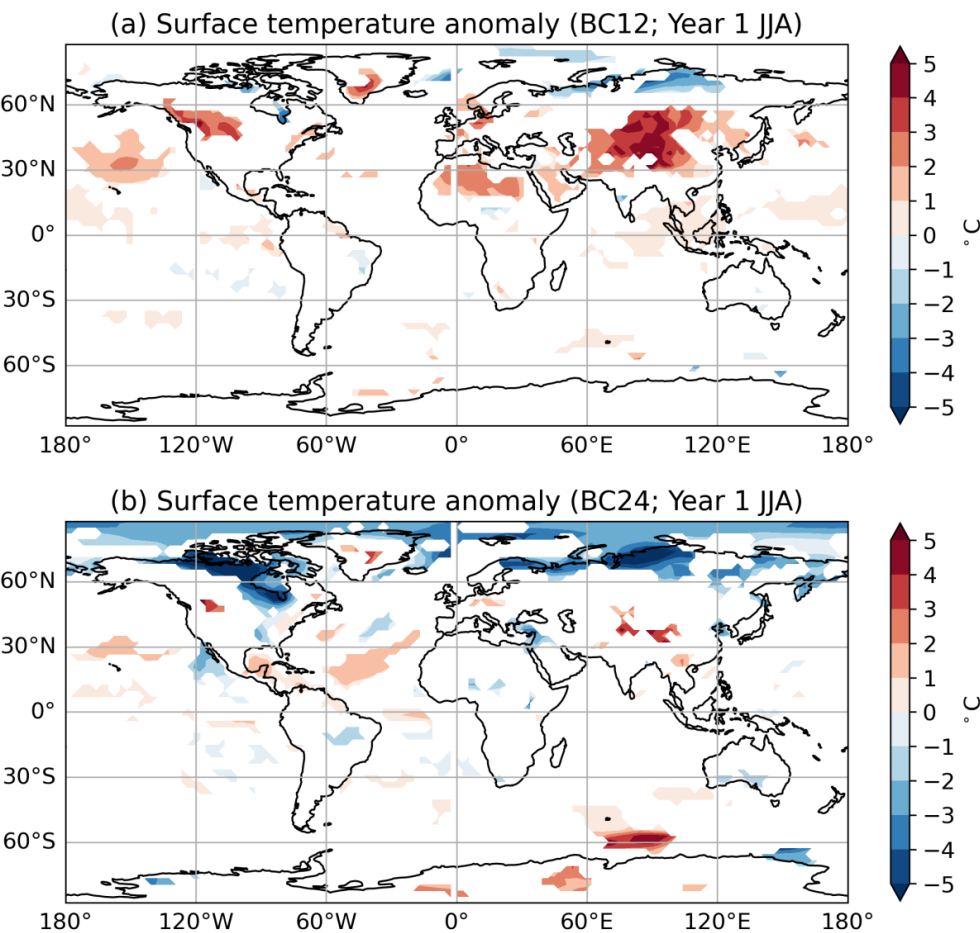 (a) Surface temperature anomaly (BC12; Year 1 JJA)
60°N
30°N
0°
30°S
60°S
180° 120°W 60°W 0° 60°E 120°E 180°
5
4
3
2
1
0
−1
−2
−3
−4
−5
°C
(b) Surface temperature anomaly (BC24; Year 1 JJA)
60°N
30°N
0°
30°S
60°S
180° 120°W 60°W 0° 60°E 120°E 180°
5
4
3
2
1
0
−1
−2
−3
−4
−5
°C